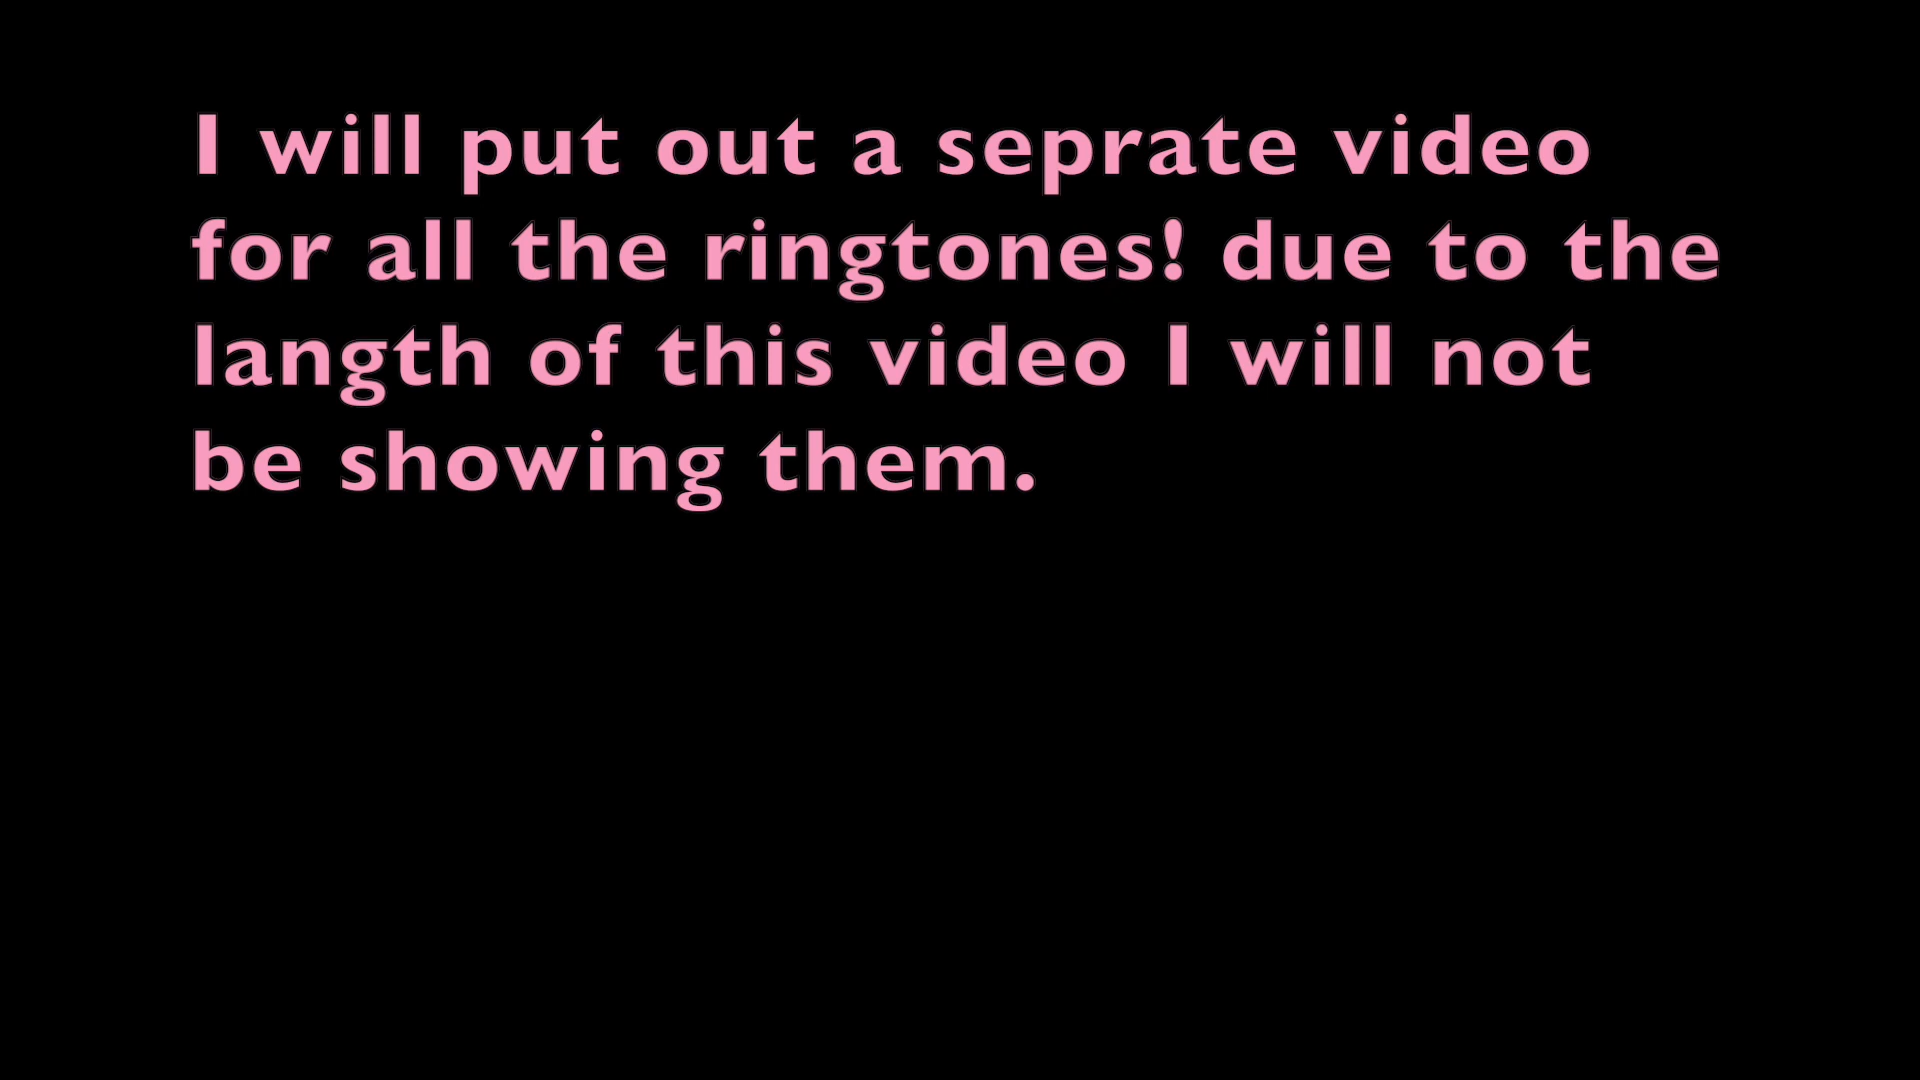 I will put out a seprate video
for all the ringtones! due to the
langth of this video I will not
be showing them.